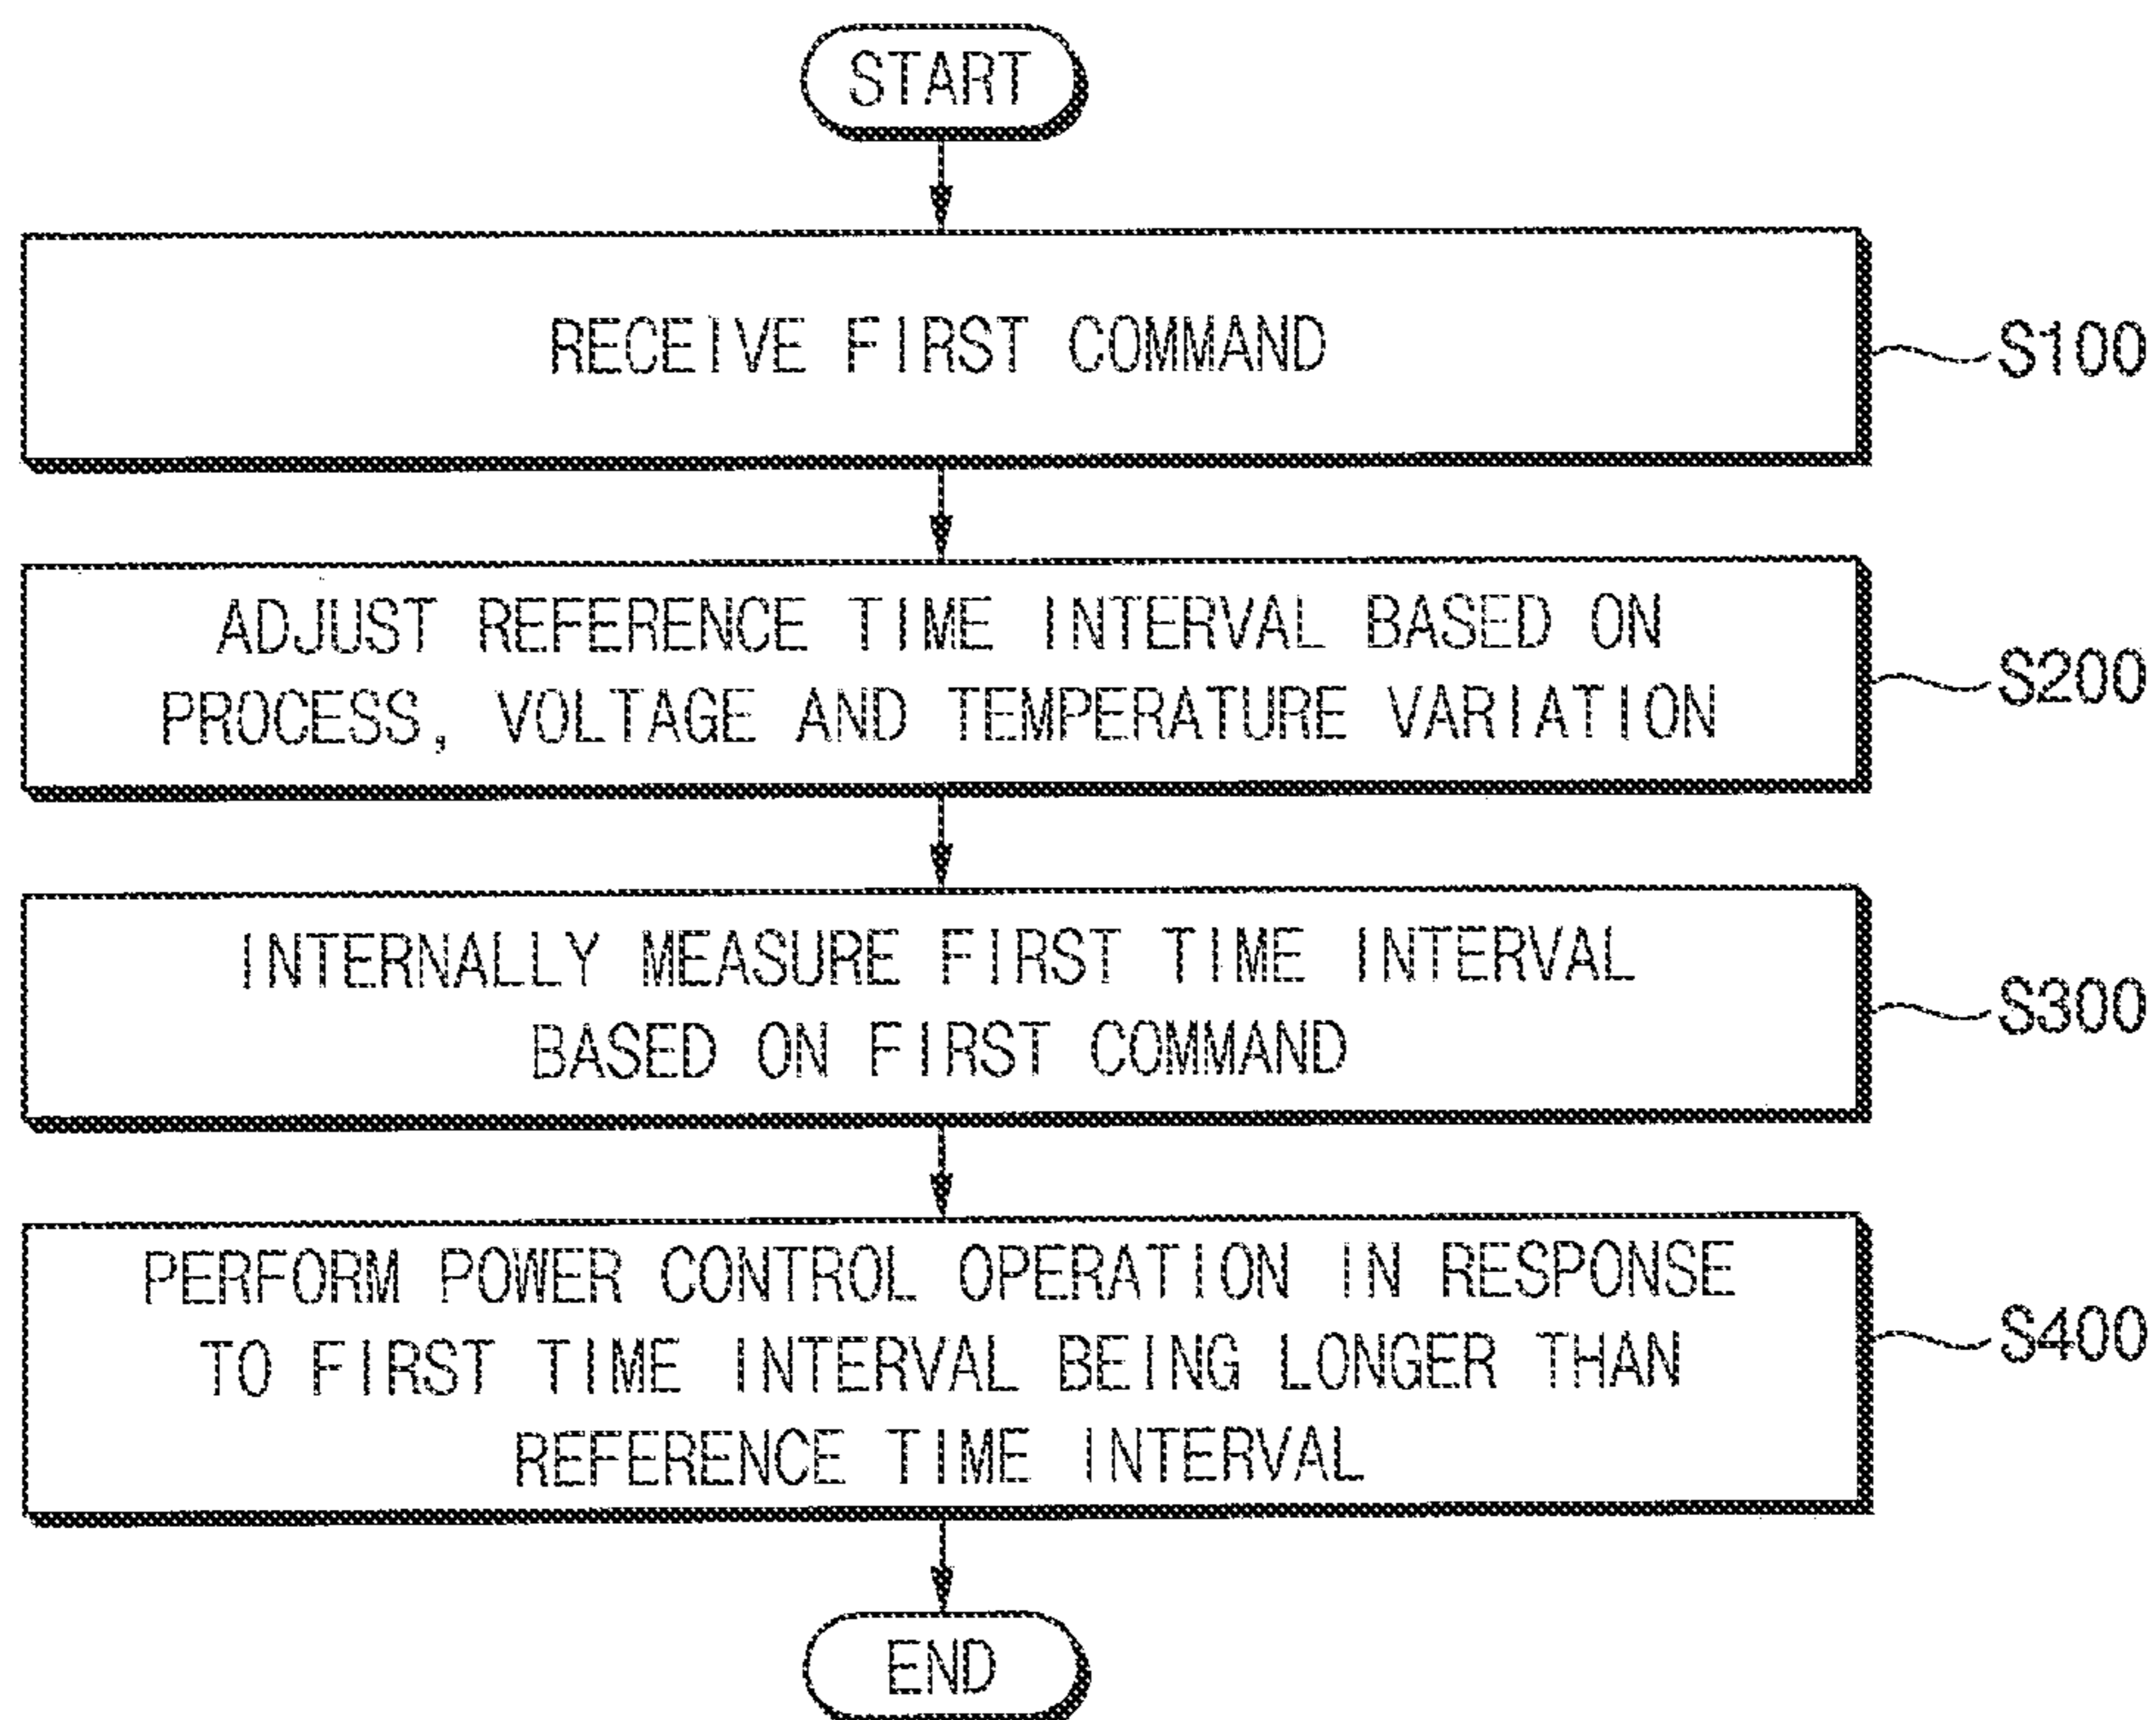 START
RECEIVE FIRST COMMAND
S100
ADJUST REFERENCE TIME INTERVAL BASED ON
PROCESS, VOLTAGE AND TEMPERATURE VARIATION
S200
INTERNALLY MEASURE FIRST TIME INTERVAL
BASED ON FIRST COMMAND
S300
PERFORM POWER CONTROL OPERATION IN RESPONSE
TO FIRST TIME INTERVAL BEING LONGER THAN
REFERENCE TIME INTERVAL
S400
END